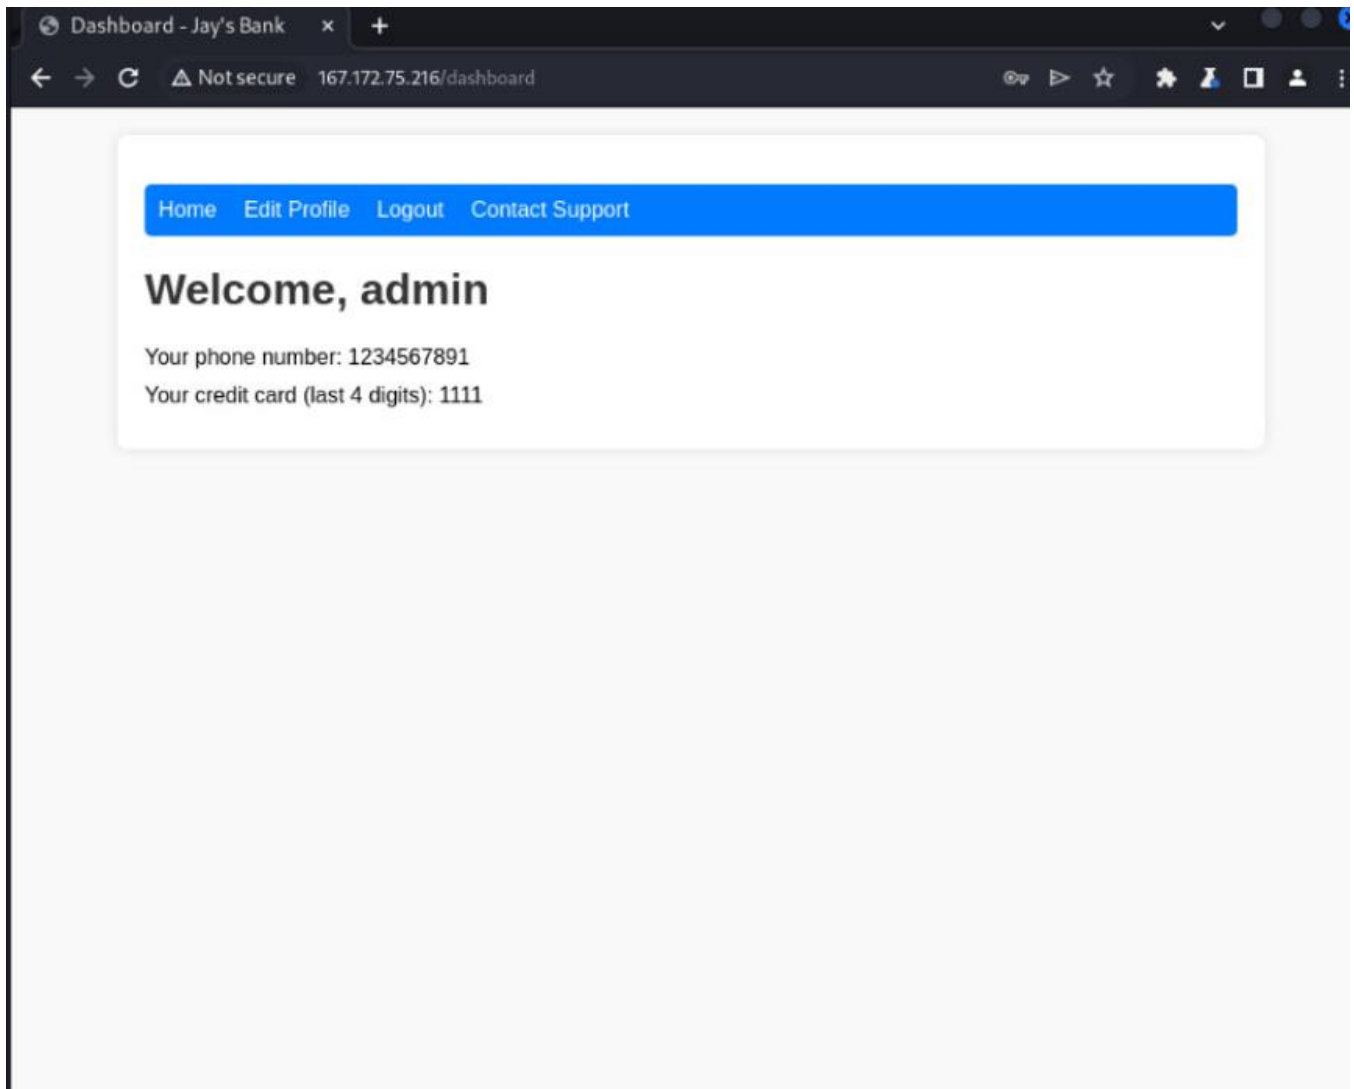 Dashboard - Jay's Bank
Not secure 167.172.75.216/dashboard
Home Edit Profile Logout Contact Support
Welcome, admin
Your phone number: 1234567891
Your credit card (last 4 digits): 1111